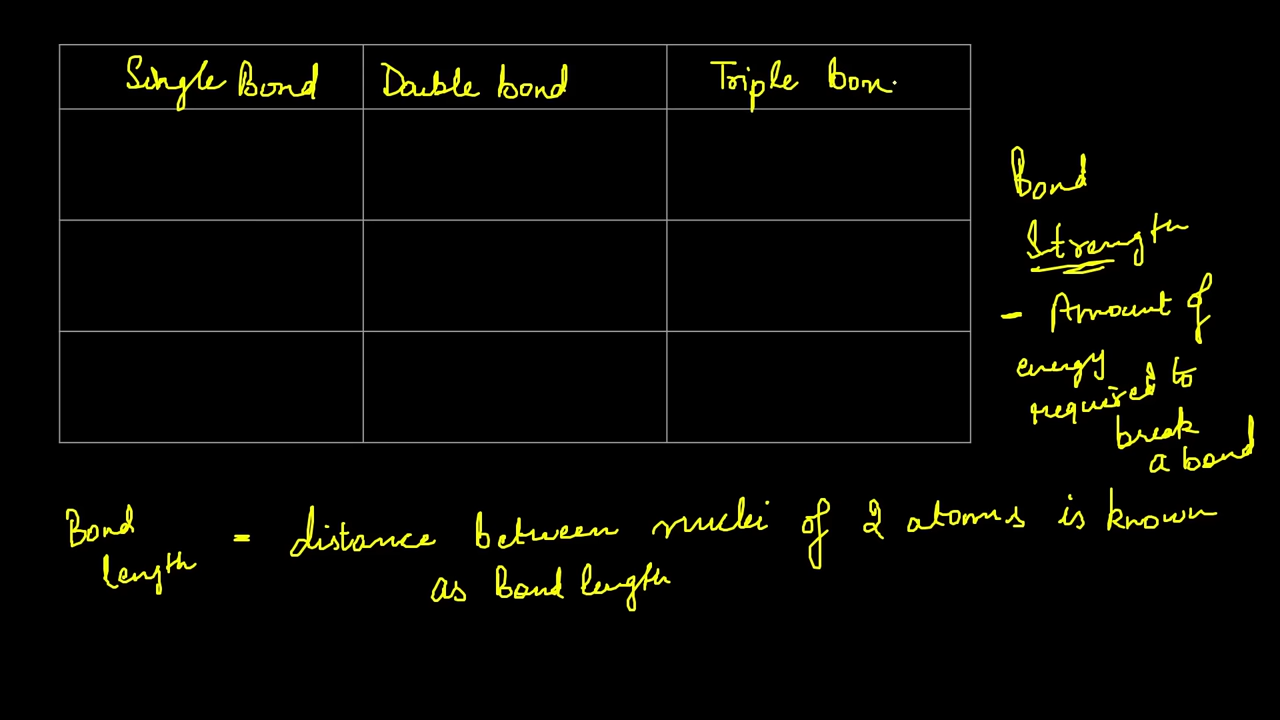 Single Bond Double bond Triple bon.
Bond
Strength
- Amount of
energy
required to
break
a bond
Bond
length = distance between nuclei of 2 atoms is known
as Bond length